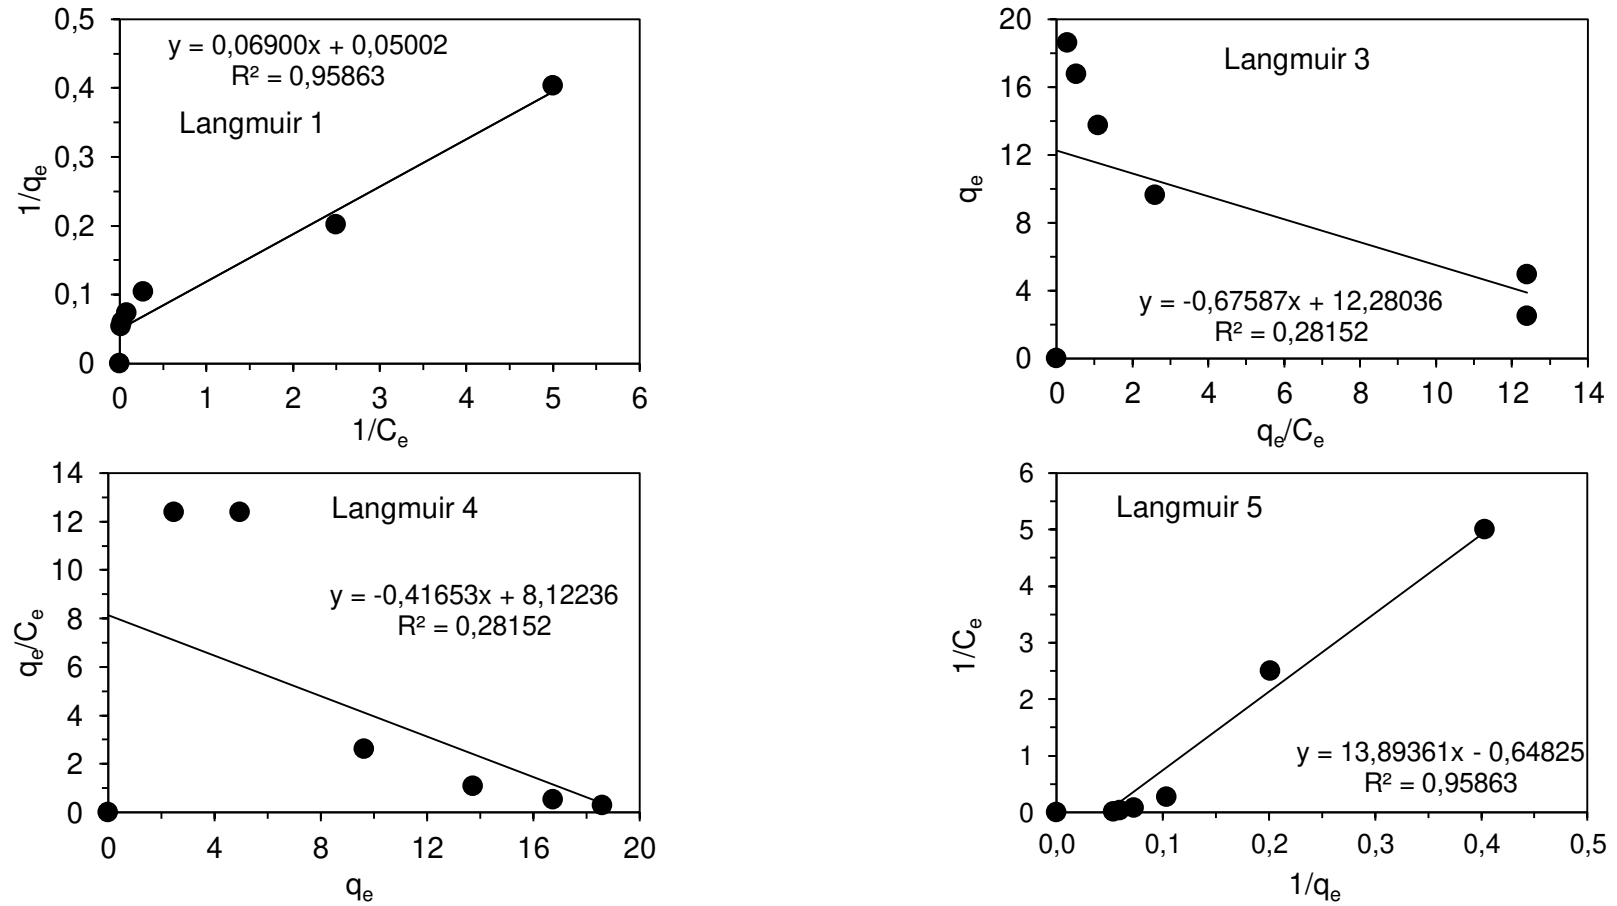 0,5
y = 0,06900x + 0,05002
R² = 0,95863
0,4
Langmuir 1
0,3
1/qₑ
0,2
0,1
0
0 1 2 3 4 5 6
1/Cₑ
20
Langmuir 3
16
12
qₑ
8
4
y = -0,67587x + 12,28036
R² = 0,28152
0
0 2 4 6 8 10 12 14
qₑ/Cₑ
14
Langmuir 4
12
10
y = -0,41653x + 8,12236
R² = 0,28152
8
qₑ/Cₑ
6
4
2
0
0 4 8 12 16 20
qₑ
6
Langmuir 5
5
4
3
1/Cₑ
2
1
y = 13,89361x - 0,64825
R² = 0,95863
0
0,0 0,1 0,2 0,3 0,4 0,5
1/qₑ